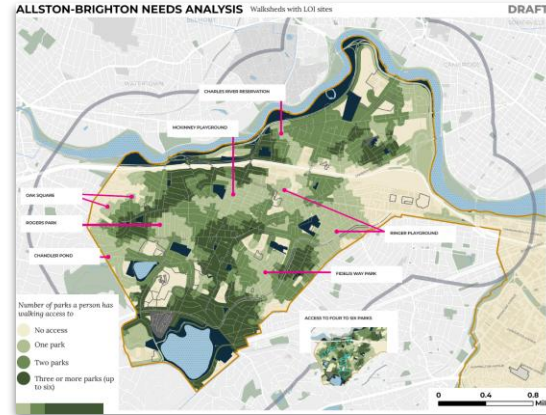 ALLSTON-BRIGHTON NEEDS ANALYSIS Walksheds with LOI sites
DRAFT
CHARLES RIVER RESERVATION
MCKINNEY PLAYGROUND
OAK SQUARE
ROGERS PARK
RINGER PLAYGROUND
CHANDLER POND
FIDELIS WAY PARK
Number of parks a person has
walking access to
No access
One park
Two parks
Three or more parks (up
to six)
ACCESS TO FOUR TO SIX PARKS
0 0.4 0.8
Mil